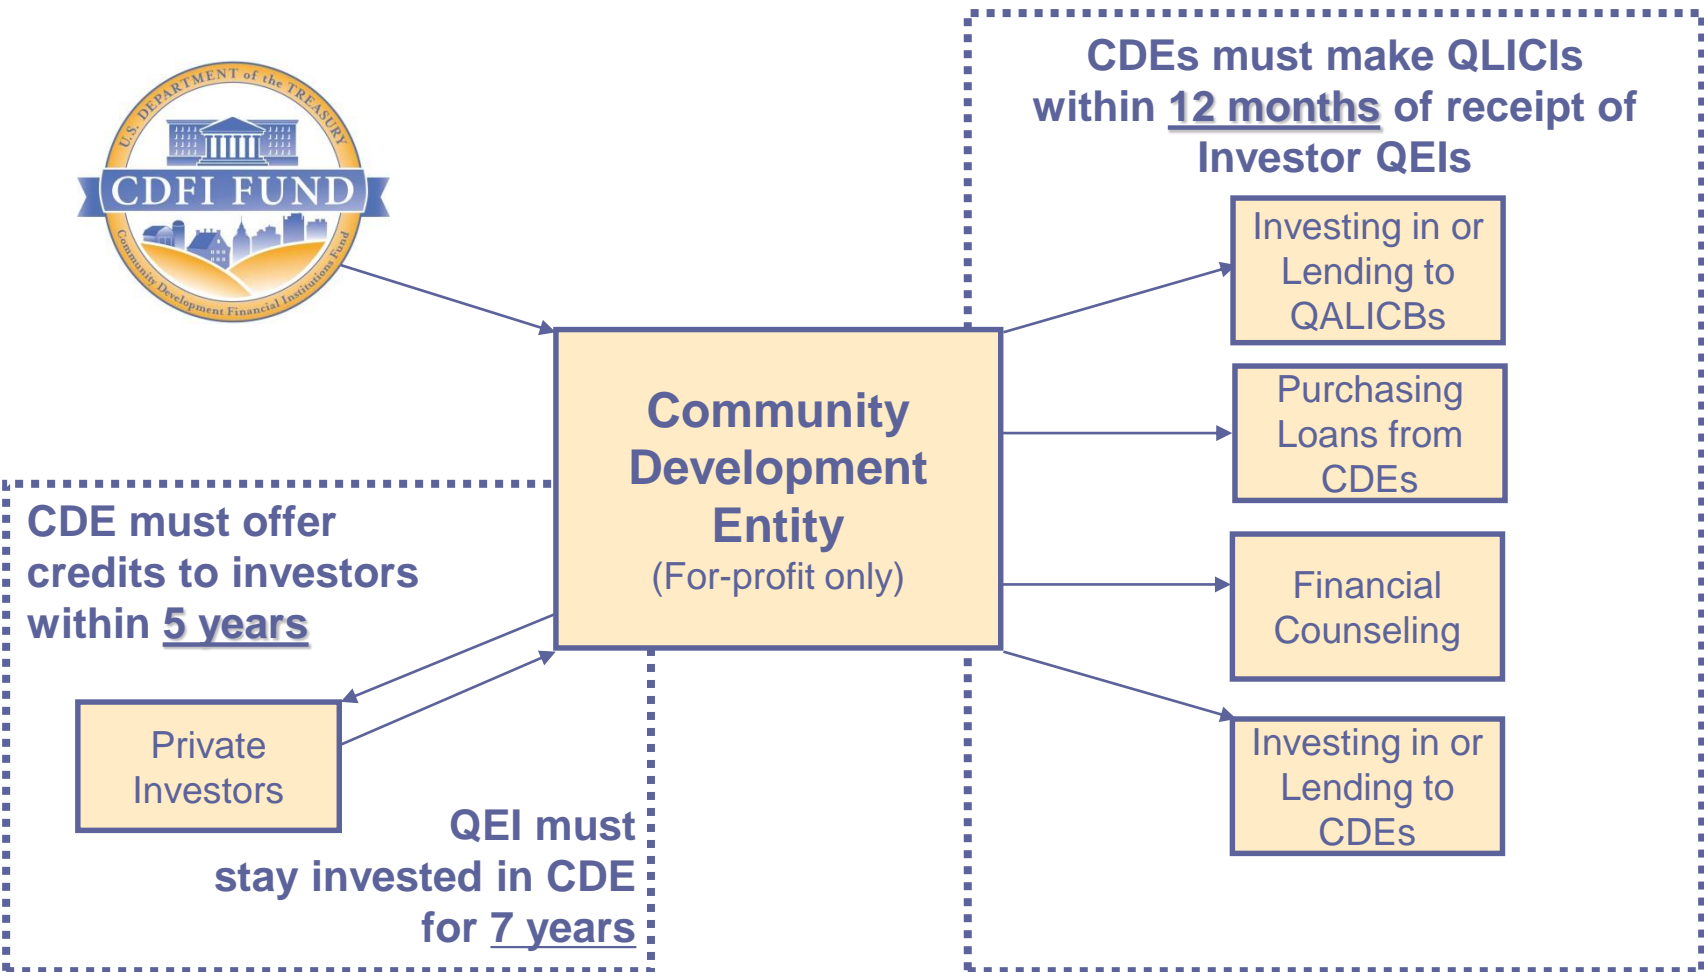 U.S. DEPARTMENT of the TREASURY
CDFI FUND
Community Development Financial Institutions Fund
CDEs must make QLICIs
within 12 months of receipt of
Investor QEIs
Investing in or
Lending to
QALICBs
Purchasing
Loans from
CDEs
Financial
Counseling
Investing in or
Lending to
CDEs
Community
Development
Entity
(For-profit only)
CDE must offer
credits to investors
within 5 years
Private
Investors
QEI must
stay invested in CDE
for 7 years